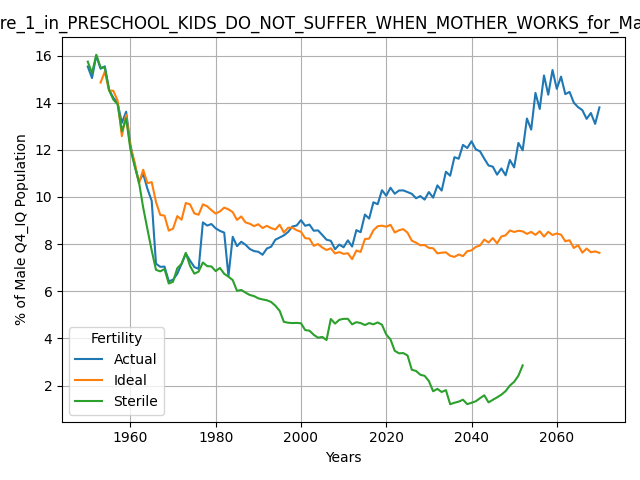 re_1_in_PRESCHOOL_KIDS_DO_NOT_SUFFER_WHEN_MOTHER_WORKS_for_Ma
16
14
12
10
8
6
4
2
% of Male Q4_IQ Population
Fertility
Actual
Ideal
Sterile
1960 1980 2000 2020 2040 2060
Years